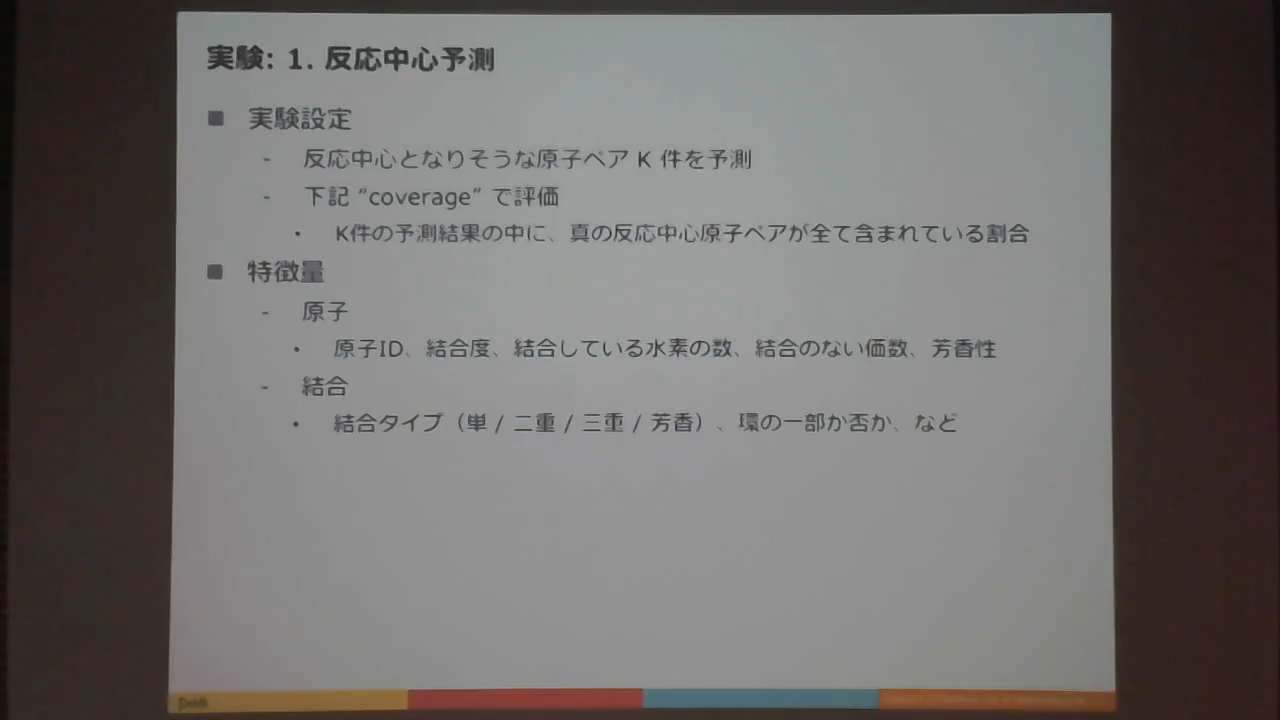 実験: 1. 反応中心予測
■ 実験設定
- 反応中心となりそうな原子ペア K 件を予測
- 下記 “coverage” で評価
・ K件の予測結果の中に、真の反応中心原子ペアが全て含まれている割合
■ 特徴量
- 原子
・ 原子ID、結合度、結合している水素の数、結合のない価数、芳香性
- 結合
・ 結合タイプ（単 / 二重 / 三重 / 芳香）、環の一部か否か、など
DeNA